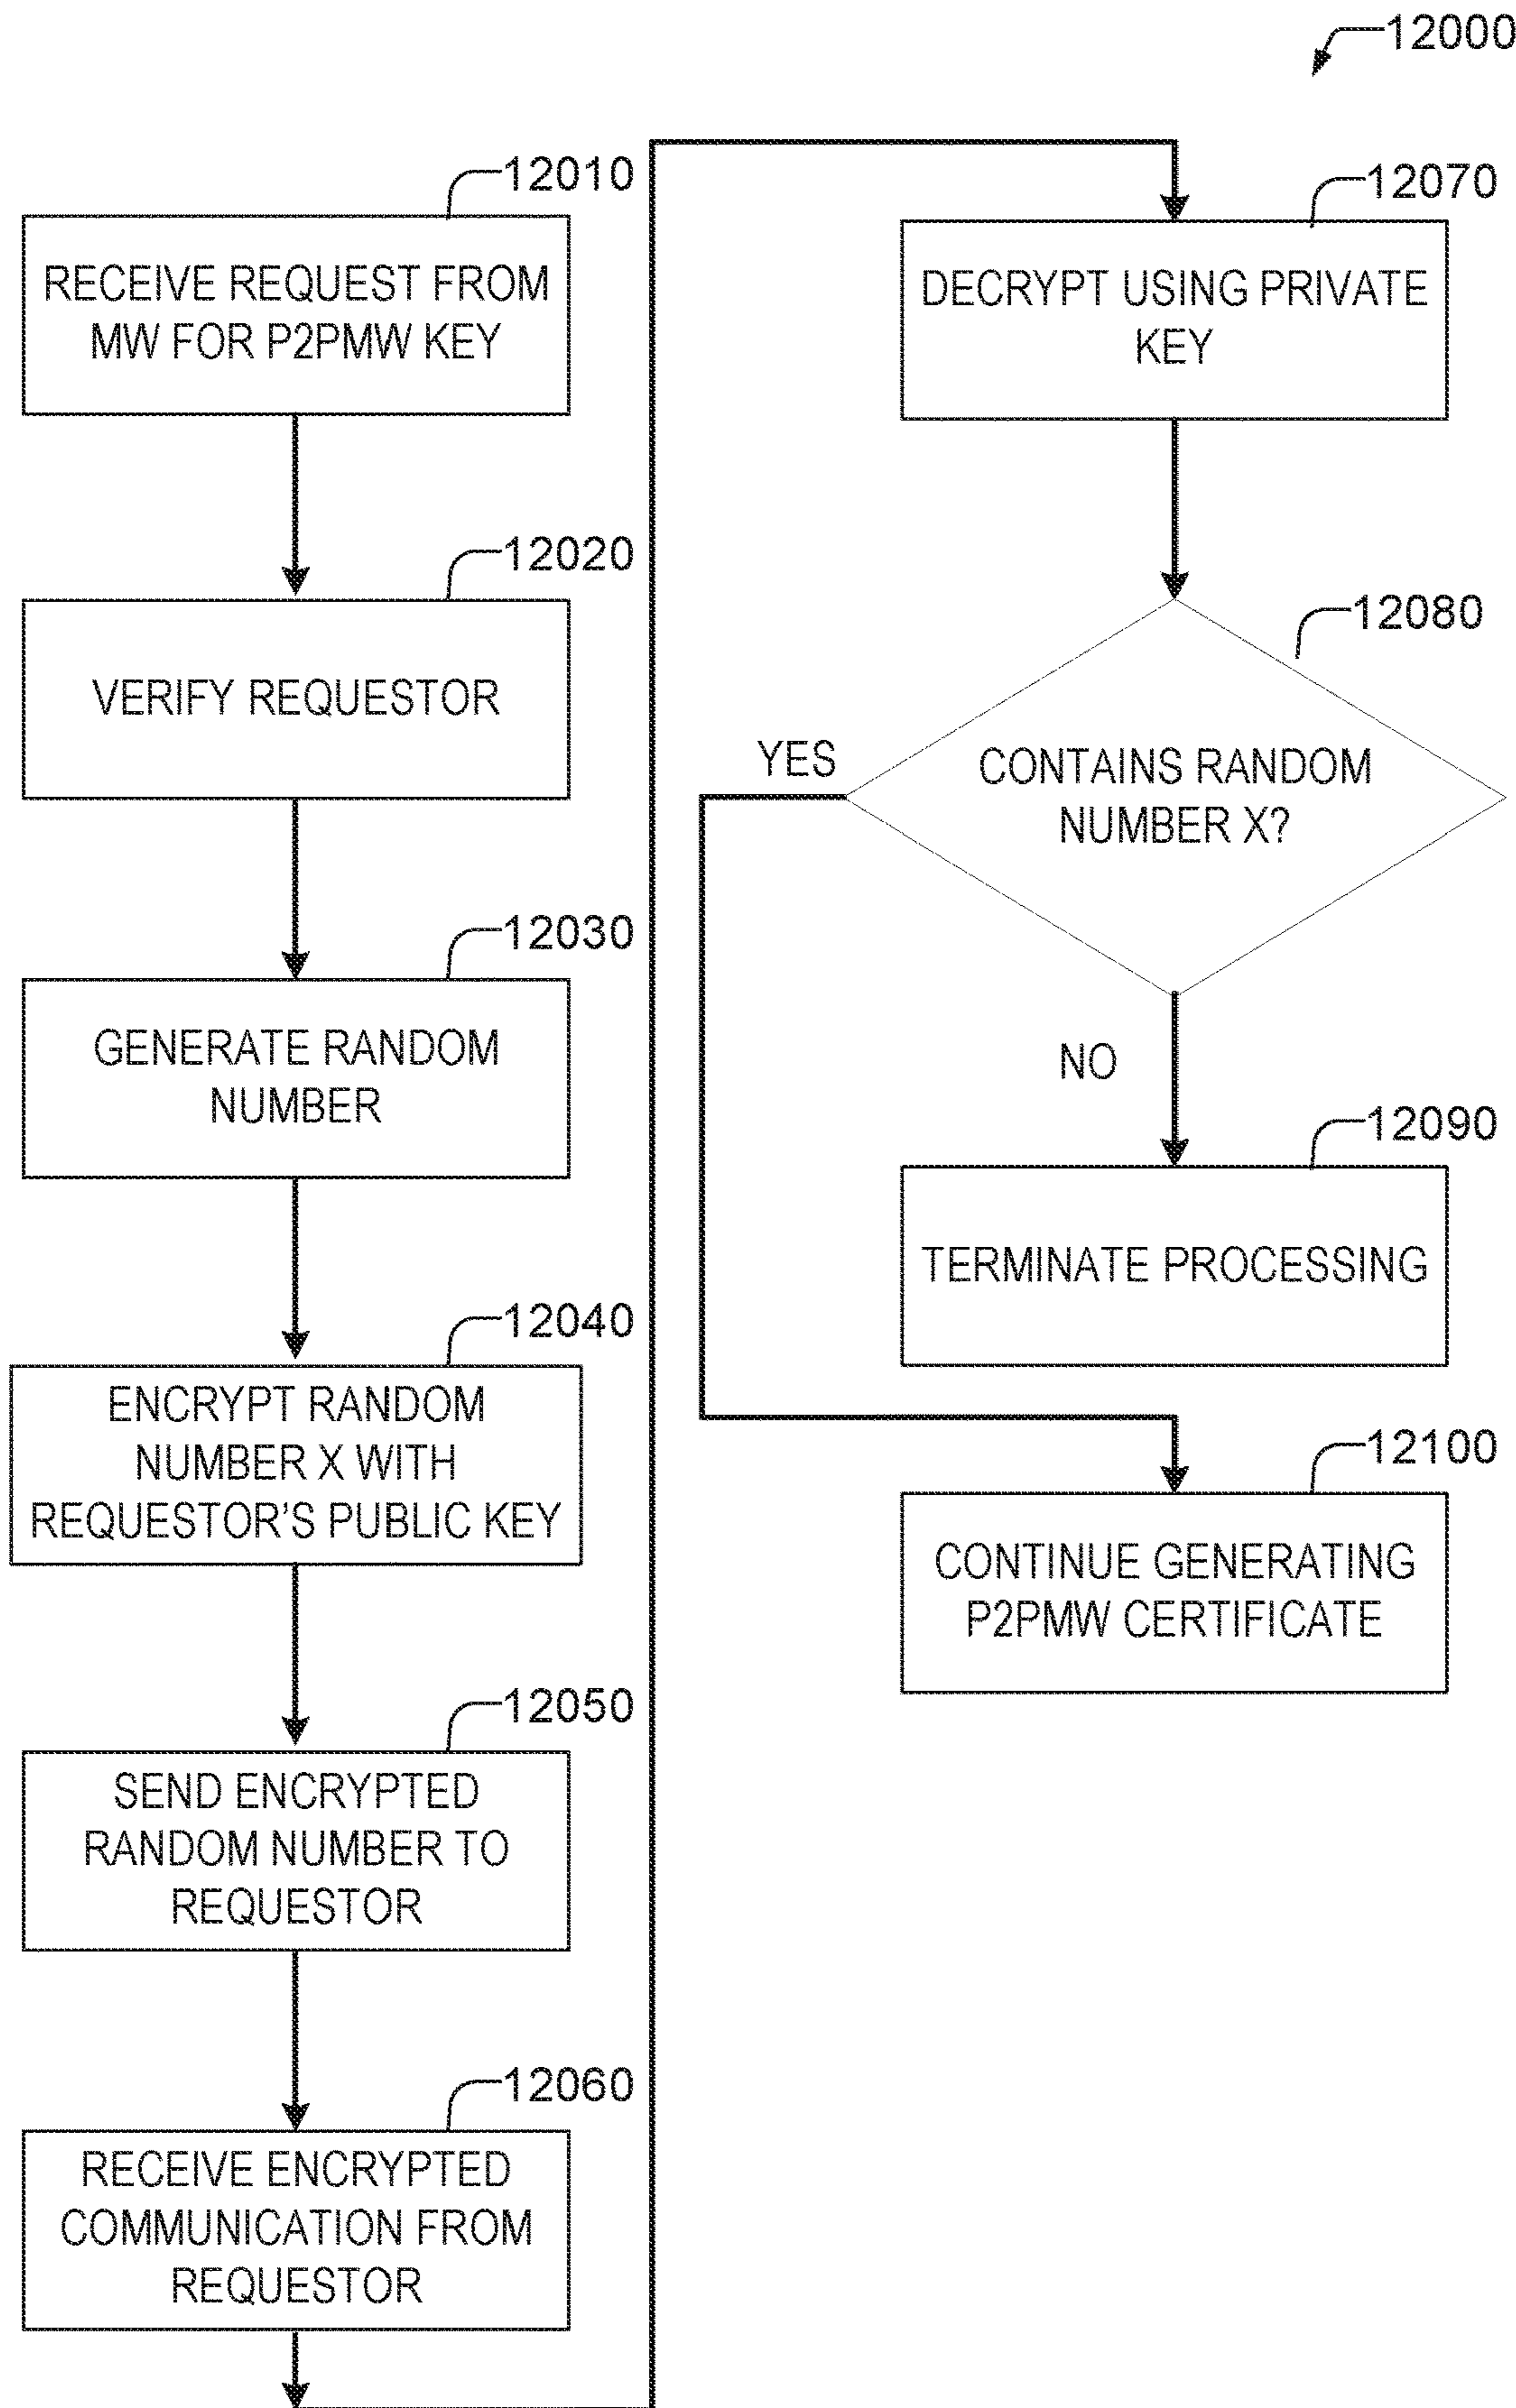 12000
12010
RECEIVE REQUEST FROM
MW FOR P2PMW KEY
12020
VERIFY REQUESTOR
12030
GENERATE RANDOM
NUMBER
12040
ENCRYPT RANDOM
NUMBER X WITH
REQUESTOR'S PUBLIC KEY
12050
SEND ENCRYPTED
RANDOM NUMBER TO
REQUESTOR
12060
RECEIVE ENCRYPTED
COMMUNICATION FROM
REQUESTOR
12070
DECRYPT USING PRIVATE
KEY
12080
CONTAINS RANDOM
NUMBER X?
YES
NO
12090
TERMINATE PROCESSING
12100
CONTINUE GENERATING
P2PMW CERTIFICATE